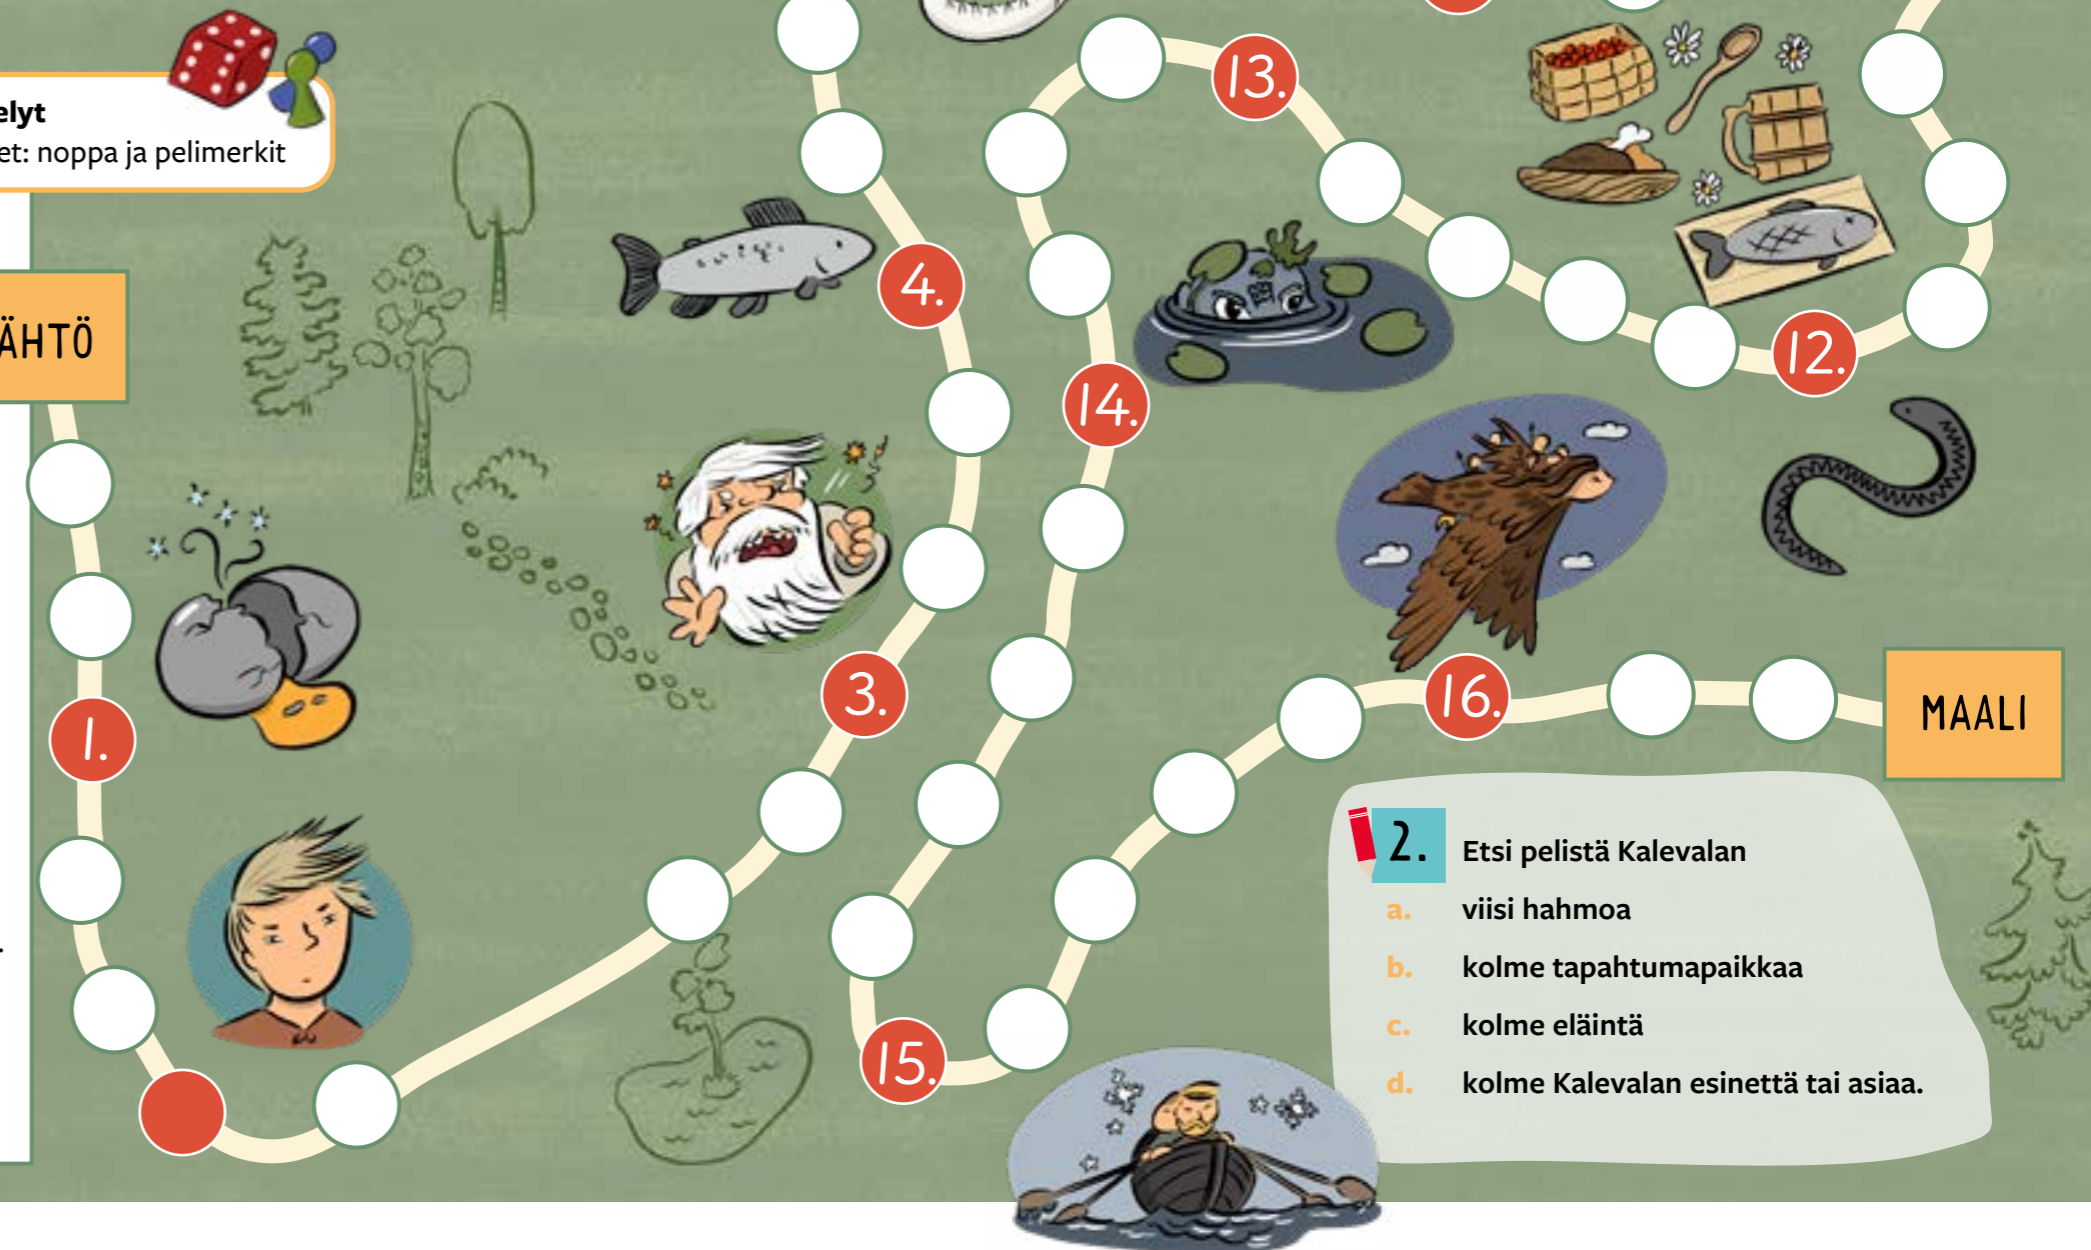 elyt
et: noppa ja pelimerkit
ÄHTÖ
1.
3.
4.
12.
13.
14.
15.
16.
MAALI
2. Etsi pelistä Kalevalan
a. viisi hahmoa
b. kolme tapahtumapaikkaa
c. kolme eläintä
d. kolme Kalevalan esinettä tai asiaa.